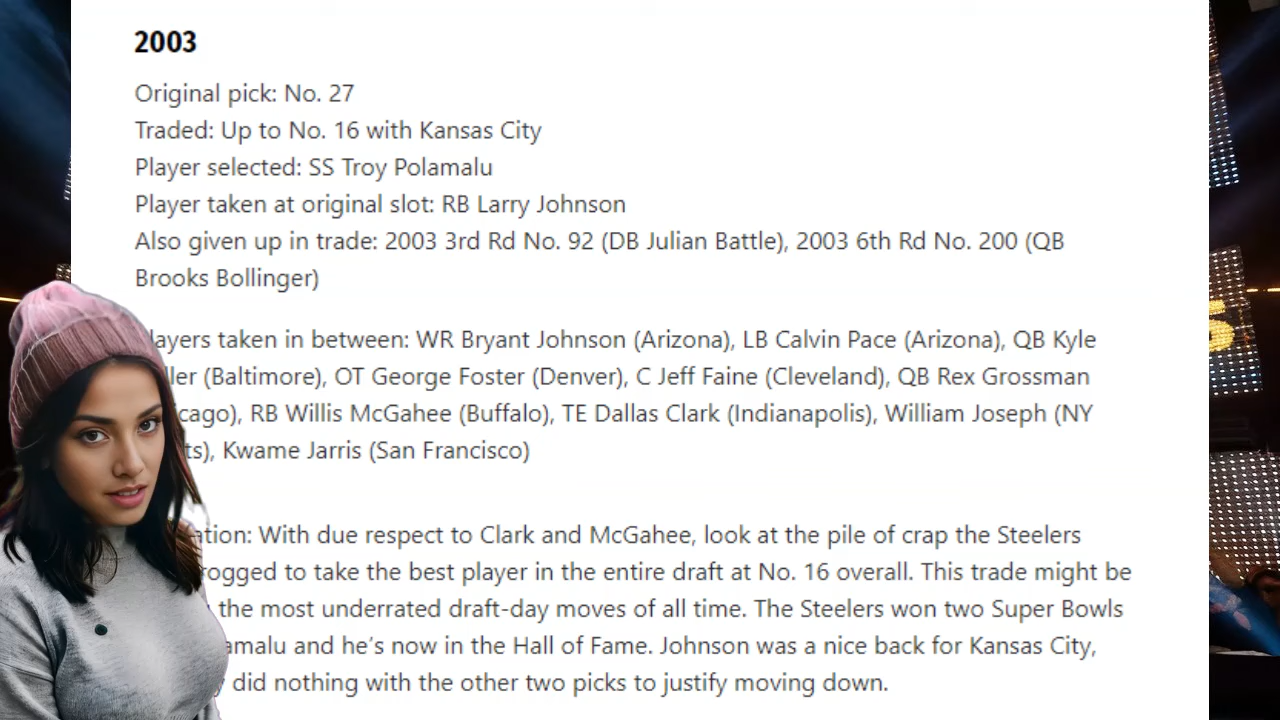 2003
Original pick: No. 27
Traded: Up to No. 16 with Kansas City
Player selected: SS Troy Polamalu
Player taken at original slot: RB Larry Johnson
Also given up in trade: 2003 3rd Rd No. 92 (DB Julian Battle), 2003 6th Rd No. 200 (QB
Brooks Bollinger)
layers taken in between: WR Bryant Johnson (Arizona), LB Calvin Pace (Arizona), QB Kyle
ller (Baltimore), OT George Foster (Denver), C Jeff Faine (Cleveland), QB Rex Grossman
cago), RB Willis McGahee (Buffalo), TE Dallas Clark (Indianapolis), William Joseph (NY
ts), Kwame Jarris (San Francisco)
ation: With due respect to Clark and McGahee, look at the pile of crap the Steelers
rogged to take the best player in the entire draft at No. 16 overall. This trade might be
the most underrated draft-day moves of all time. The Steelers won two Super Bowls
amalu and he's now in the Hall of Fame. Johnson was a nice back for Kansas City,
did nothing with the other two picks to justify moving down.